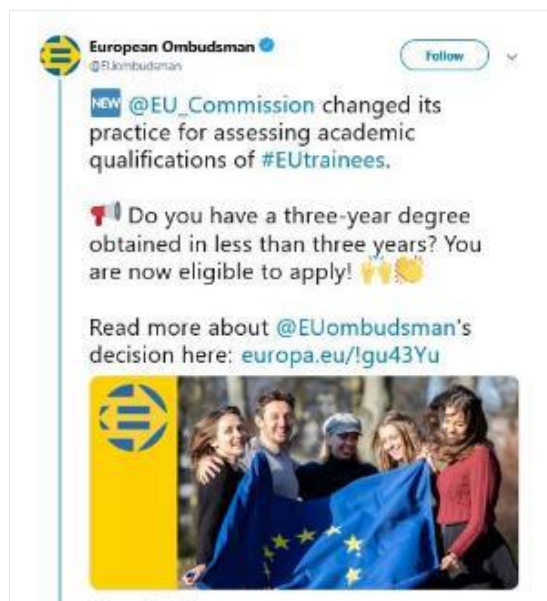 European Ombudsman
@EUombudsman
Follow
NEW @EU_Commission changed its
practice for assessing academic
qualifications of #EUtrainees.
Do you have a three-year degree
obtained in less than three years? You
are now eligible to apply!
Read more about @EUombudsman's
decision here: europa.eu/!gu43Yu